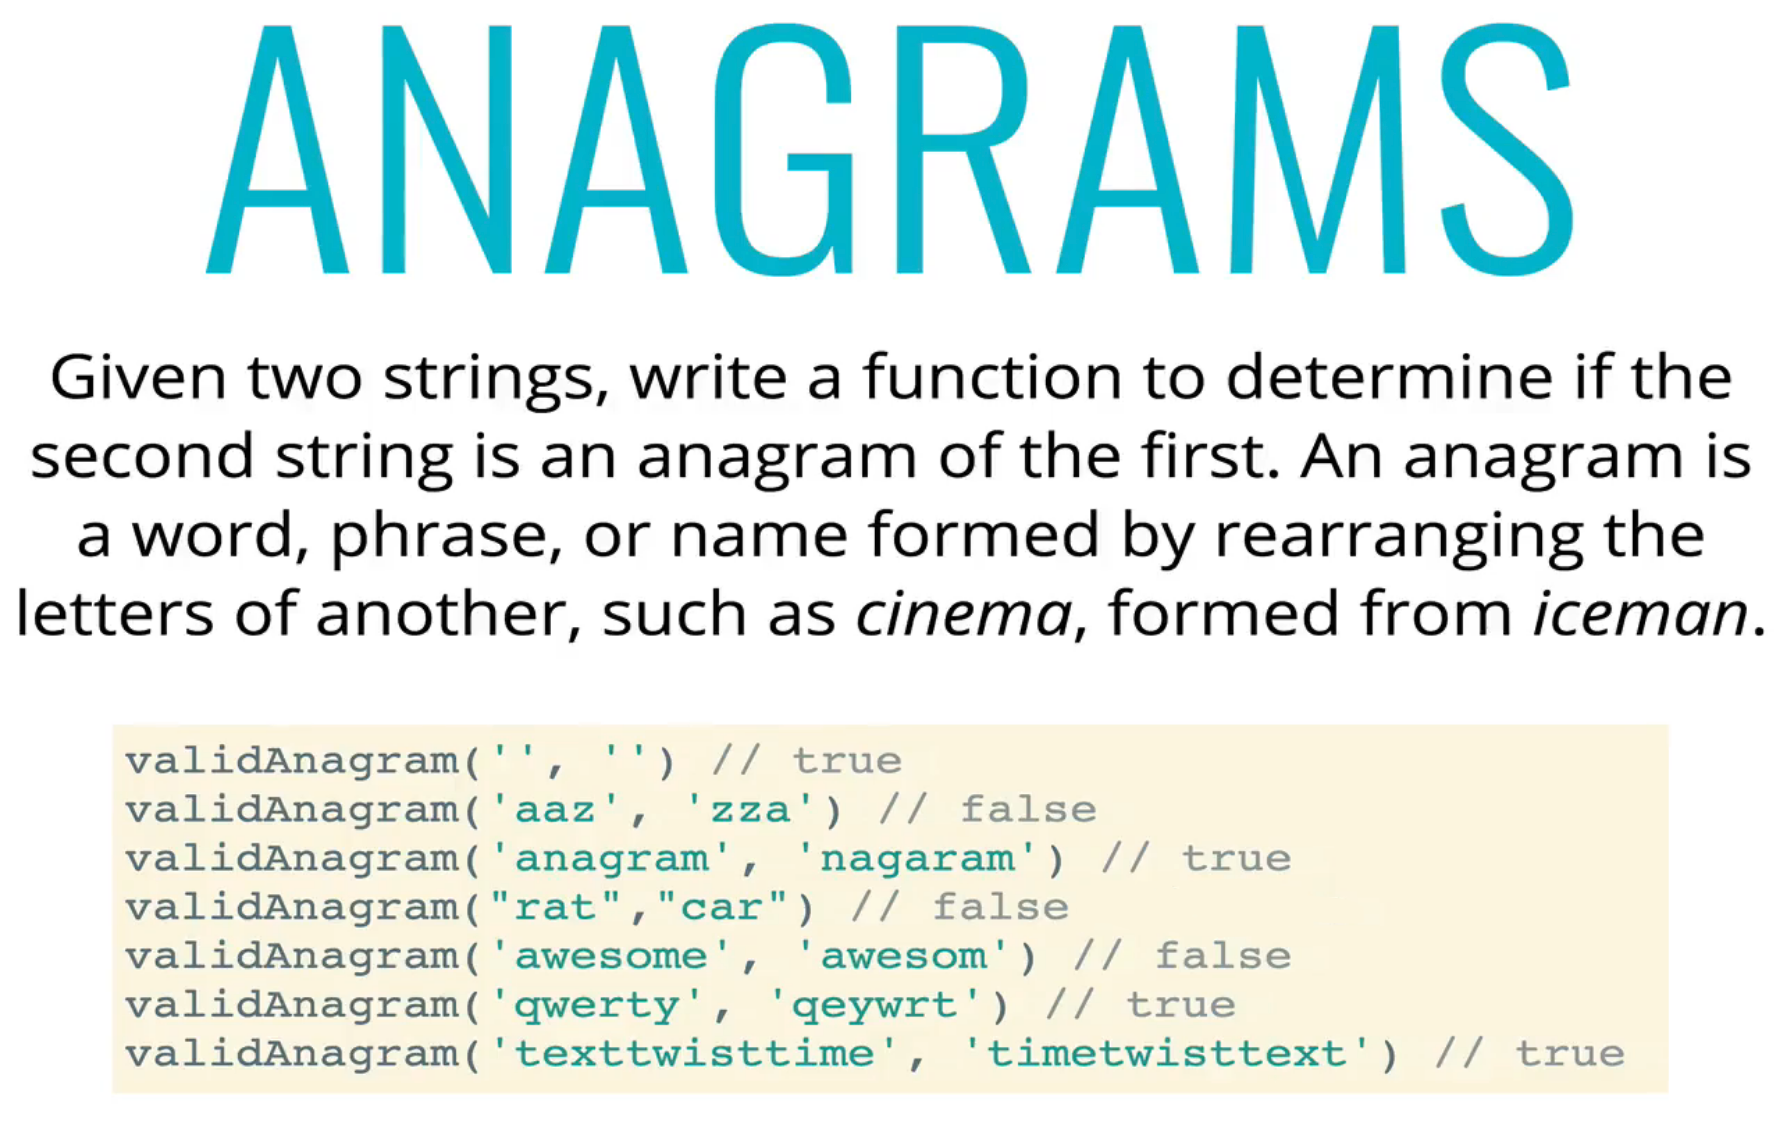 ANAGRAMS
Given two strings, write a function to determine if the
second string is an anagram of the first. An anagram is
a word, phrase, or name formed by rearranging the
letters of another, such as cinema, formed from iceman.
validAnagram('', '') // true
validAnagram('aaz', 'zza') // false
validAnagram('anagram', 'nagaram') // true
validAnagram("rat","car") // false
validAnagram('awesome', 'awesom') // false
validAnagram('qwerty', 'qeywrt') // true
validAnagram('texttwisttime', 'timetwisttext') // true